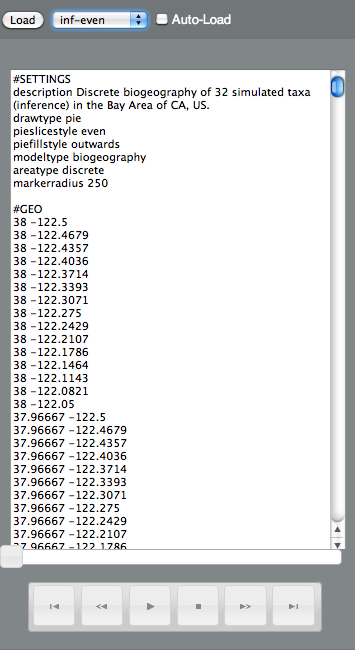 Load inf-even Auto-Load
#SETTINGS
description Discrete biogeography of 32 simulated taxa
(inference) in the Bay Area of CA, US.
drawtype pie
pieslicestyle even
piefillstyle outwards
modeltype biogeography
areatype discrete
markerradius 250
#GEO
38 -122.5
38 -122.4679
38 -122.4357
38 -122.4036
38 -122.3714
38 -122.3393
38 -122.3071
38 -122.275
38 -122.2429
38 -122.2107
38 -122.1786
38 -122.1464
38 -122.1143
38 -122.0821
38 -122.05
37.96667 -122.5
37.96667 -122.4679
37.96667 -122.4357
37.96667 -122.4036
37.96667 -122.3714
37.96667 -122.3393
37.96667 -122.3071
37.96667 -122.275
37.96667 -122.2429
37.96667 -122.2107
37.96667 -122.1786